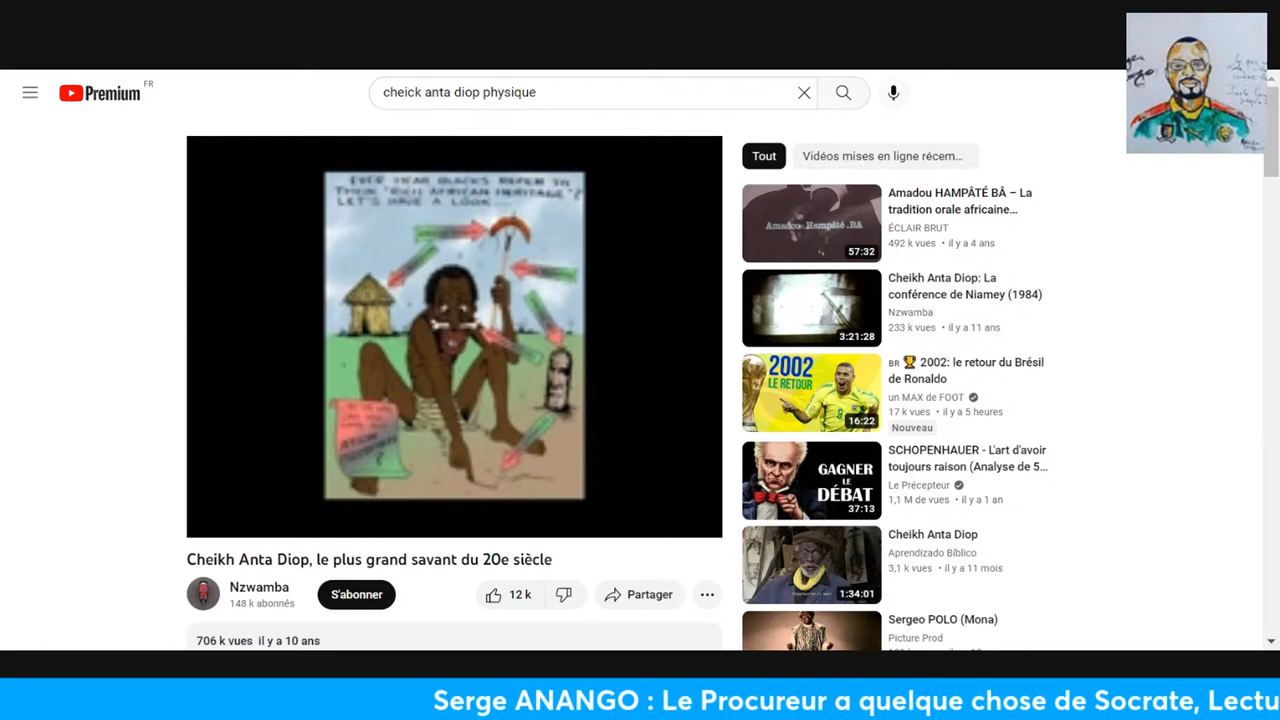 Premium FR
cheick anta diop physique
EVER HEAR BLACKS REFER TO
THEIR "RICH AFRICAN HERITAGE"?
LET'S HAVE A LOOK...
Cheikh Anta Diop, le plus grand savant du 20e siècle
Nzwamba
148 k abonnés
S'abonner
12 k
Partager
706 k vues il y a 10 ans
Tout
Vidéos mises en ligne récem...
Amadou HAMPÂTÉ BÂ
57:32
Amadou HAMPÂTÉ BÂ – La
tradition orale africaine...
ÉCLAIR BRUT
492 k vues • il y a 4 ans
3:21:28
Cheikh Anta Diop: La
conférence de Niamey (1984)
Nzwamba
233 k vues • il y a 11 ans
2002
LE RETOUR
16:22
BR 🏆 2002: le retour du Brésil
de Ronaldo
un MAX de FOOT
17 k vues • il y a 5 heures
Nouveau
GAGNER
LE
DÉBAT
37:13
SCHOPENHAUER - L'art d'avoir
toujours raison (Analyse de 5...
Le Précepteur
1,1 M de vues • il y a 1 an
1:34:01
Cheikh Anta Diop
Aprendizado Bíblico
3,1 k vues • il y a 11 mois
Sergeo POLO (Mona)
Picture Prod
Serge ANANGO : Le Procureur a quelque chose de Socrate, Lectu